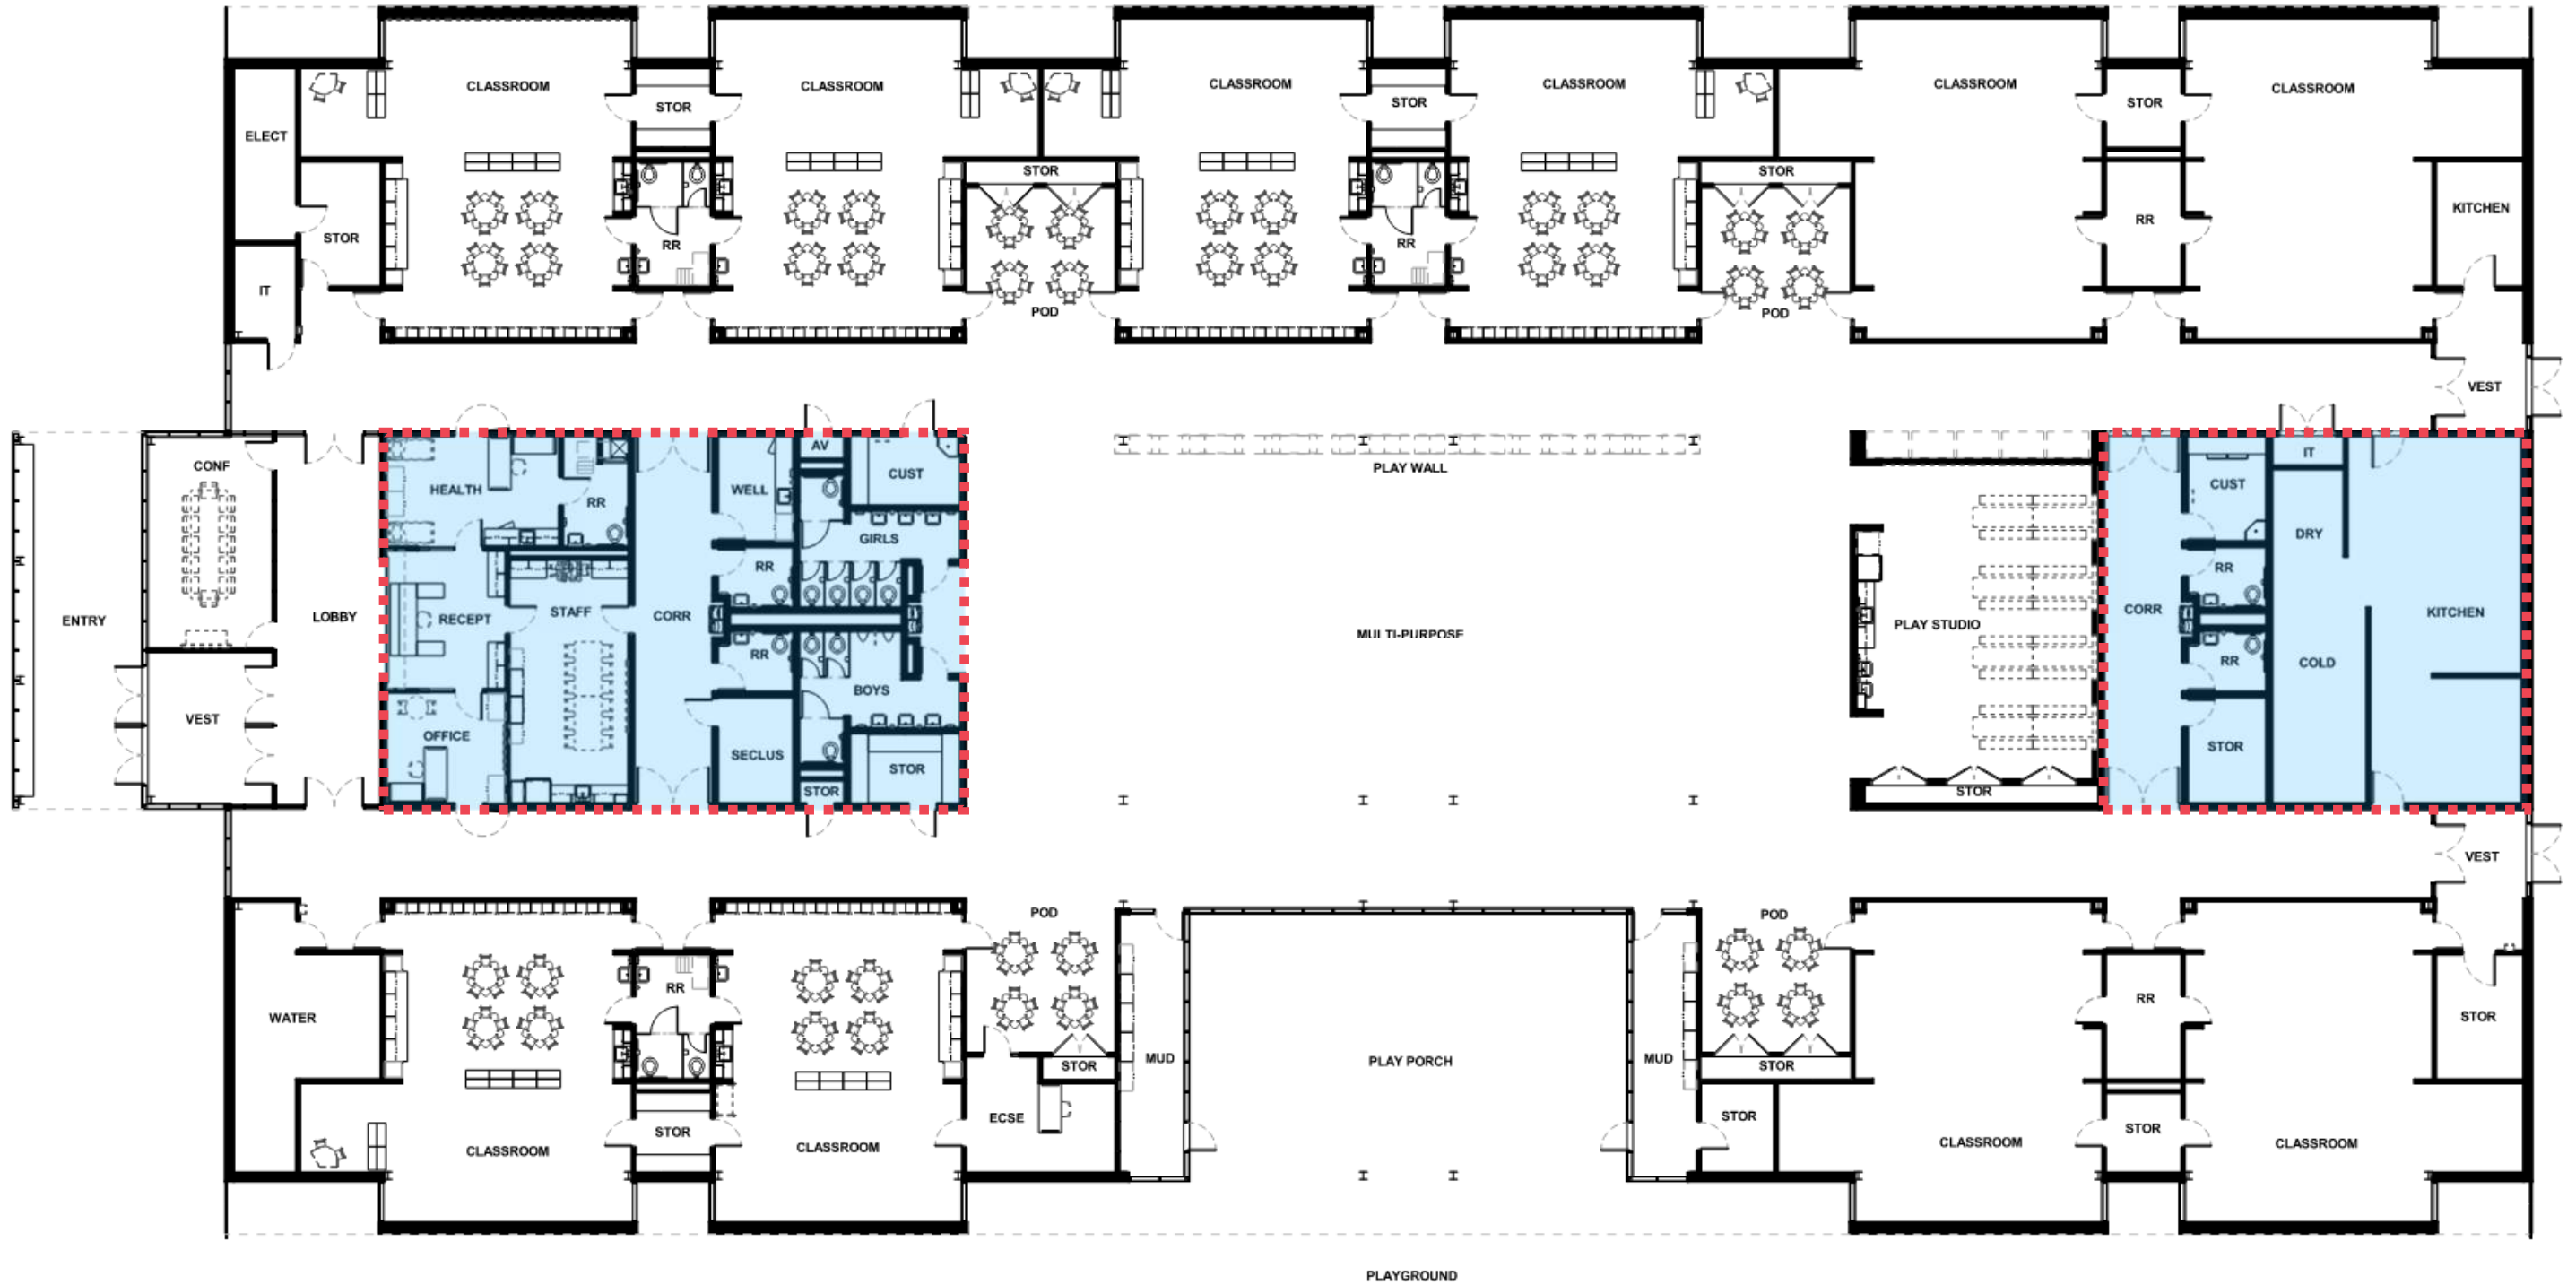 CLASSROOM
CLASSROOM
CLASSROOM
CLASSROOM
CLASSROOM
CLASSROOM
STOR
STOR
STOR
ELECT
STOR
STOR
STOR
RR
RR
RR
KITCHEN
IT
POD
POD
VEST
CONF
HEALTH
RR
WELL
AV
CUST
PLAY WALL
CUST
IT
DRY
GIRLS
RR
RR
ENTRY
LOBBY
RECEPT
STAFF
CORR
MULTI-PURPOSE
PLAY STUDIO
CORR
KITCHEN
RR
RR
COLD
BOYS
VEST
OFFICE
SECLUS
STOR
STOR
STOR
STOR
VEST
POD
POD
WATER
RR
RR
STOR
MUD
PLAY PORCH
MUD
STOR
STOR
ECSE
STOR
STOR
STOR
CLASSROOM
CLASSROOM
CLASSROOM
CLASSROOM
PLAYGROUND